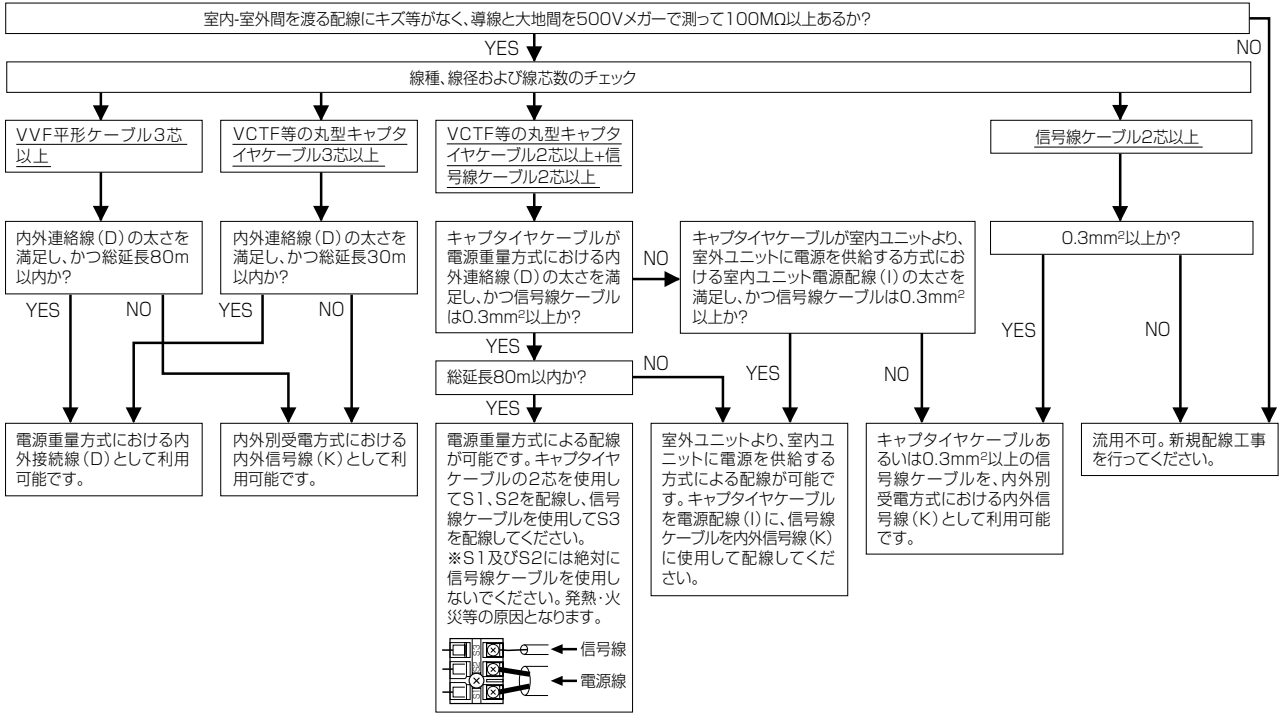 室内-室外間を渡る配線にキズ等がなく、導線と大地間を500Vメガーで測って100MΩ以上あるか?
YES
NO
線種、線径および線芯数のチェック
VVF平形ケーブル3芯
以上
VCTF等の丸型キャプタ
イヤケーブル3芯以上
VCTF等の丸型キャプタ
イヤケーブル2芯以上+信
号線ケーブル2芯以上
信号線ケーブル2芯以上
内外連絡線(D)の太さを
満足し、かつ総延長80m
以内か?
内外連絡線(D)の太さを
満足し、かつ総延長30m
以内か?
キャプタイヤケーブルが
電源重量方式における内
外連絡線(D)の太さを満
足し、かつ信号線ケーブル
は0.3mm²以上か?
NO
キャプタイヤケーブルが室内ユニットより、
室外ユニットに電源を供給する方式にお
ける室内ユニット電源配線(I)の太さを
満足し、かつ信号線ケーブルは0.3mm²
以上か?
0.3mm²以上か?
YES
NO
YES
NO
YES
総延長80m以内か?
NO
YES
YES
NO
YES
NO
電源重量方式における内
外接続線(D)として利用
可能です。
内外別受電方式における
内外信号線(K)として利
用可能です。
電源重量方式による配線
が可能です。キャプタイヤ
ケーブルの2芯を使用し
てS1、S2を配線し、信号
線ケーブルを使用してS3
を配線してください。
※S1及びS2には絶対に
信号線ケーブルを使用し
ないでください。発熱・火
災等の原因となります。
S3
S2
S1
信号線
電源線
室外ユニットより、室内ユ
ニットに電源を供給する
方式による配線が可能で
す。キャプタイヤケーブル
を電源配線(I)に、信号線
ケーブルを内外信号線(K)
に使用して配線してくだ
さい。
キャプタイヤケーブルあ
るいは0.3mm²以上の信
号線ケーブルを、内外別
受電方式における内外信
号線(K)として利用可能
です。
流用不可。新規配線工事
を行ってください。